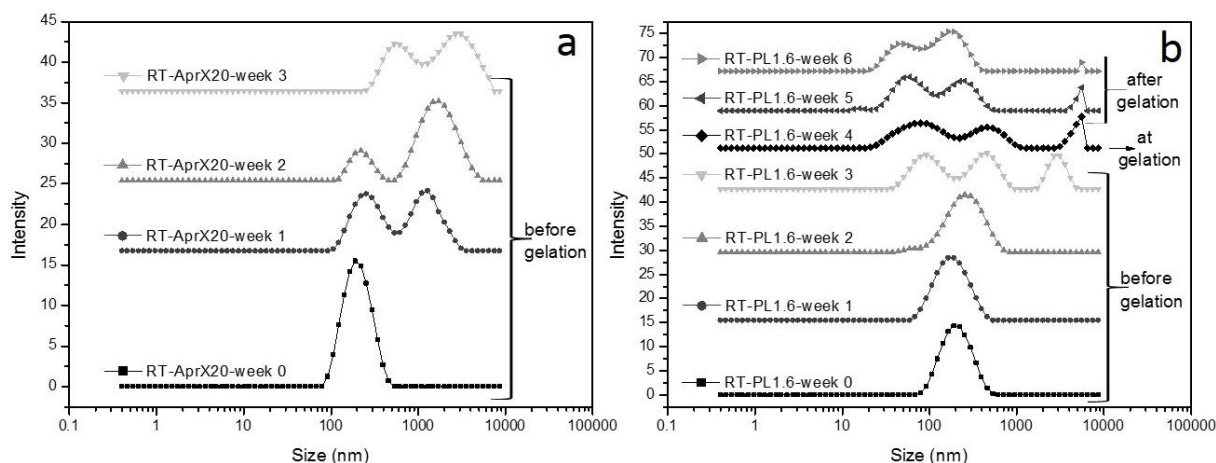 a
45
40
35
30
25
20
15
10
5
0
Intensity
RT-AprX20-week 3
RT-AprX20-week 2
RT-AprX20-week 1
RT-AprX20-week 0
before
gelation
0.1 1 10 100 1000 10000 100000
Size (nm)
b
75
70
65
60
55
50
45
40
35
30
25
20
15
10
5
0
Intensity
RT-PL1.6-week 6
RT-PL1.6-week 5
RT-PL1.6-week 4
RT-PL1.6-week 3
RT-PL1.6-week 2
RT-PL1.6-week 1
RT-PL1.6-week 0
after
gelation
at
gelation
before
gelation
0.1 1 10 100 1000 10000 100000
Size (nm)